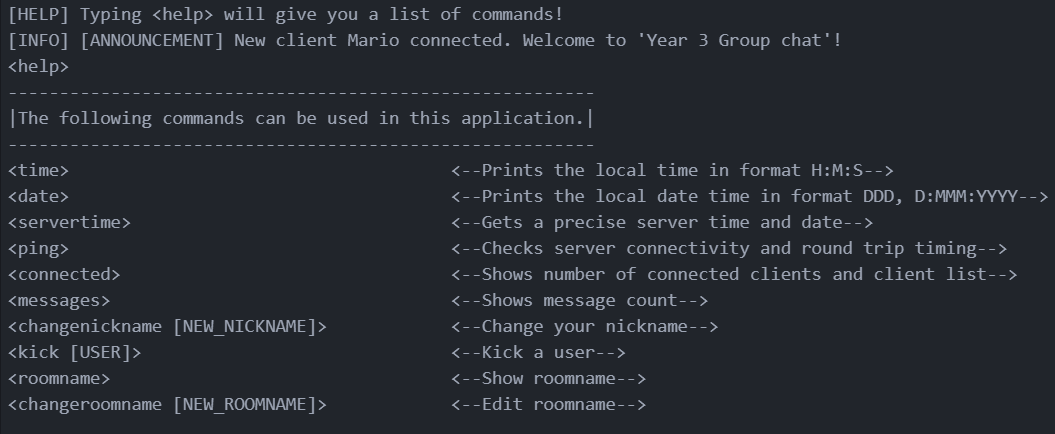 [HELP] Typing <help> will give you a list of commands!
[INFO] [ANNOUNCEMENT] New client Mario connected. Welcome to 'Year 3 Group chat'!
<help>
---------------------------------------------------------
|The following commands can be used in this application.|
---------------------------------------------------------
<time>                                     <--Prints the local time in format H:M:S-->
<date>                                     <--Prints the local date time in format DDD, D:MMM:YYYY-->
<servertime>                               <--Gets a precise server time and date-->
<ping>                                     <--Checks server connectivity and round trip timing-->
<connected>                                <--Shows number of connected clients and client list-->
<messages>                                 <--Shows message count-->
<changenickname [NEW_NICKNAME]>            <--Change your nickname-->
<kick [USER]>                              <--Kick a user-->
<roomname>                                 <--Show roomname-->
<changeroomname [NEW_ROOMNAME]>            <--Edit roomname-->